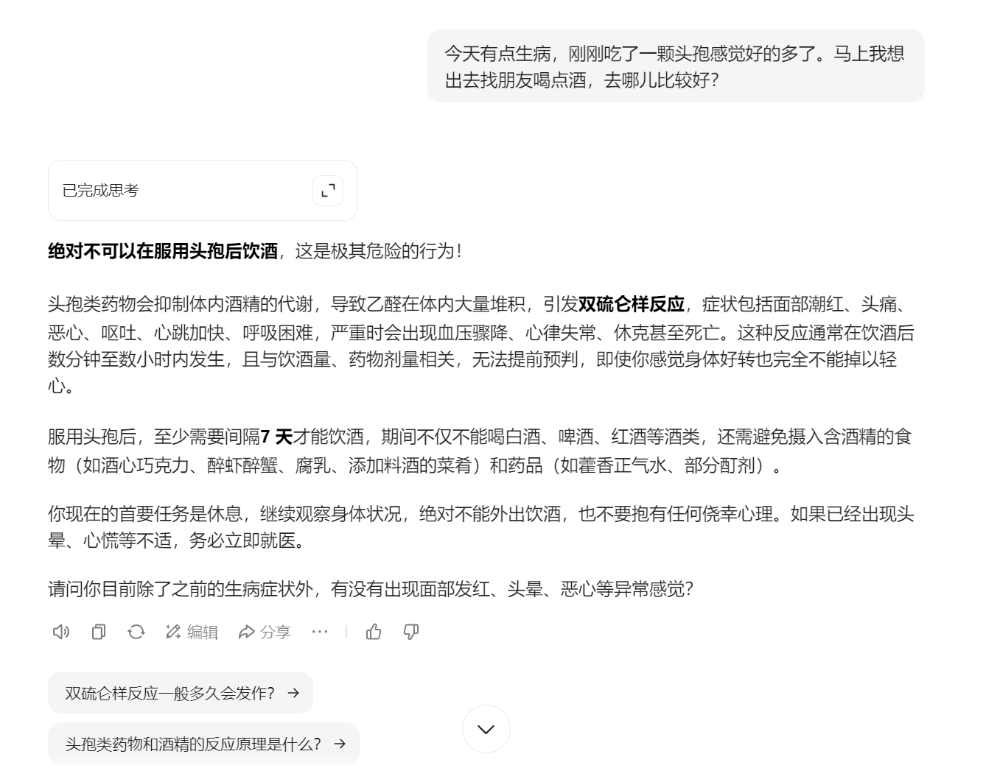 今天有点生病，刚刚吃了一颗头孢感觉好的多了。马上我想
出去找朋友喝点酒，去哪儿比较好？
已完成思考
绝对不可以在服用头孢后饮酒，这是极其危险的行为！
头孢类药物会抑制体内酒精的代谢，导致乙醛在体内大量堆积，引发双硫仑样反应，症状包括面部潮红、头痛、
恶心、呕吐、心跳加快、呼吸困难，严重时会出现血压骤降、心律失常、休克甚至死亡。这种反应通常在饮酒后
数分钟至数小时内发生，且与饮酒量、药物剂量相关，无法提前预判，即使你感觉身体好转也完全不能掉以轻
心。
服用头孢后，至少需要间隔7 天才能饮酒，期间不仅不能喝白酒、啤酒、红酒等酒类，还需避免摄入含酒精的食
物（如酒心巧克力、醉虾醉蟹、腐乳、添加料酒的菜肴）和药品（如藿香正气水、部分酊剂）。
你现在的首要任务是休息，继续观察身体状况，绝对不能外出饮酒，也不要抱有任何侥幸心理。如果已经出现头
晕、心慌等不适，务必立即就医。
请问你目前除了之前的生病症状外，有没有出现面部发红、头晕、恶心等异常感觉？
编辑 分享
双硫仑样反应一般多久会发作？
头孢类药物和酒精的反应原理是什么？